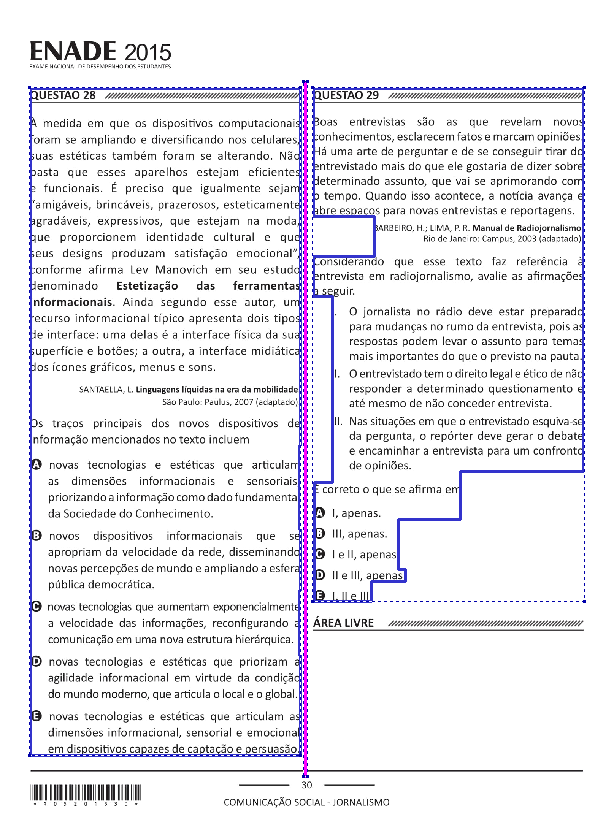 ENADE 2015
EXAME NACIONAL DE DESEMPENHO DOS ESTUDANTES
QUESTÃO 28
À medida em que os dispositivos computacionais
foram se ampliando e diversificando nos celulares,
suas estéticas também foram se alterando. Não
basta que esses aparelhos estejam eficientes
e funcionais. É preciso que igualmente sejam
“amigáveis, brincáveis, prazerosos, esteticamente
agradáveis, expressivos, que estejam na moda,
que proporcionem identidade cultural e que
seus designs produzam satisfação emocional”,
conforme afirma Lev Manovich em seu estudo
denominado Estetização das ferramentas
informacionais. Ainda segundo esse autor, um
recurso informacional típico apresenta dois tipos
de interface: uma delas é a interface física da sua
superfície e botões; a outra, a interface midiática
dos ícones gráficos, menus e sons.
SANTAELLA, L. Linguagens líquidas na era da mobilidade.
São Paulo: Paulus, 2007 (adaptado).
Os traços principais dos novos dispositivos de
informação mencionados no texto incluem
A novas tecnologias e estéticas que articulam
as dimensões informacionais e sensoriais,
priorizando a informação como dado fundamental
da Sociedade do Conhecimento.
B novos dispositivos informacionais que se
apropriam da velocidade da rede, disseminando
novas percepções de mundo e ampliando a esfera
pública democrática.
C novas tecnologias que aumentam exponencialmente
a velocidade das informações, reconfigurando a
comunicação em uma nova estrutura hierárquica.
D novas tecnologias e estéticas que priorizam a
agilidade informacional em virtude da condição
do mundo moderno, que articula o local e o global.
E novas tecnologias e estéticas que articulam as
dimensões informacional, sensorial e emocional
em dispositivos capazes de captação e persuasão.
QUESTÃO 29
Boas entrevistas são as que revelam novos
conhecimentos, esclarecem fatos e marcam opiniões.
Há uma arte de perguntar e de se conseguir tirar do
entrevistado mais do que ele gostaria de dizer sobre
determinado assunto, que vai se aprimorando com
o tempo. Quando isso acontece, a notícia avança e
abre espaços para novas entrevistas e reportagens.
BARBEIRO, H.; LIMA, P. R. Manual de Radiojornalismo.
Rio de Janeiro: Campus, 2003 (adaptado).
Considerando que esse texto faz referência à
entrevista em radiojornalismo, avalie as afirmações
a seguir.
I. O jornalista no rádio deve estar preparado
para mudanças no rumo da entrevista, pois as
respostas podem levar o assunto para temas
mais importantes do que o previsto na pauta.
II. O entrevistado tem o direito legal e ético de não
responder a determinado questionamento e
até mesmo de não conceder entrevista.
III. Nas situações em que o entrevistado esquiva-se
da pergunta, o repórter deve gerar o debate
e encaminhar a entrevista para um confronto
de opiniões.
É correto o que se afirma em
A I, apenas.
B III, apenas.
C I e II, apenas.
D II e III, apenas.
E I, II e III.
ÁREA LIVRE
30
COMUNICAÇÃO SOCIAL - JORNALISMO